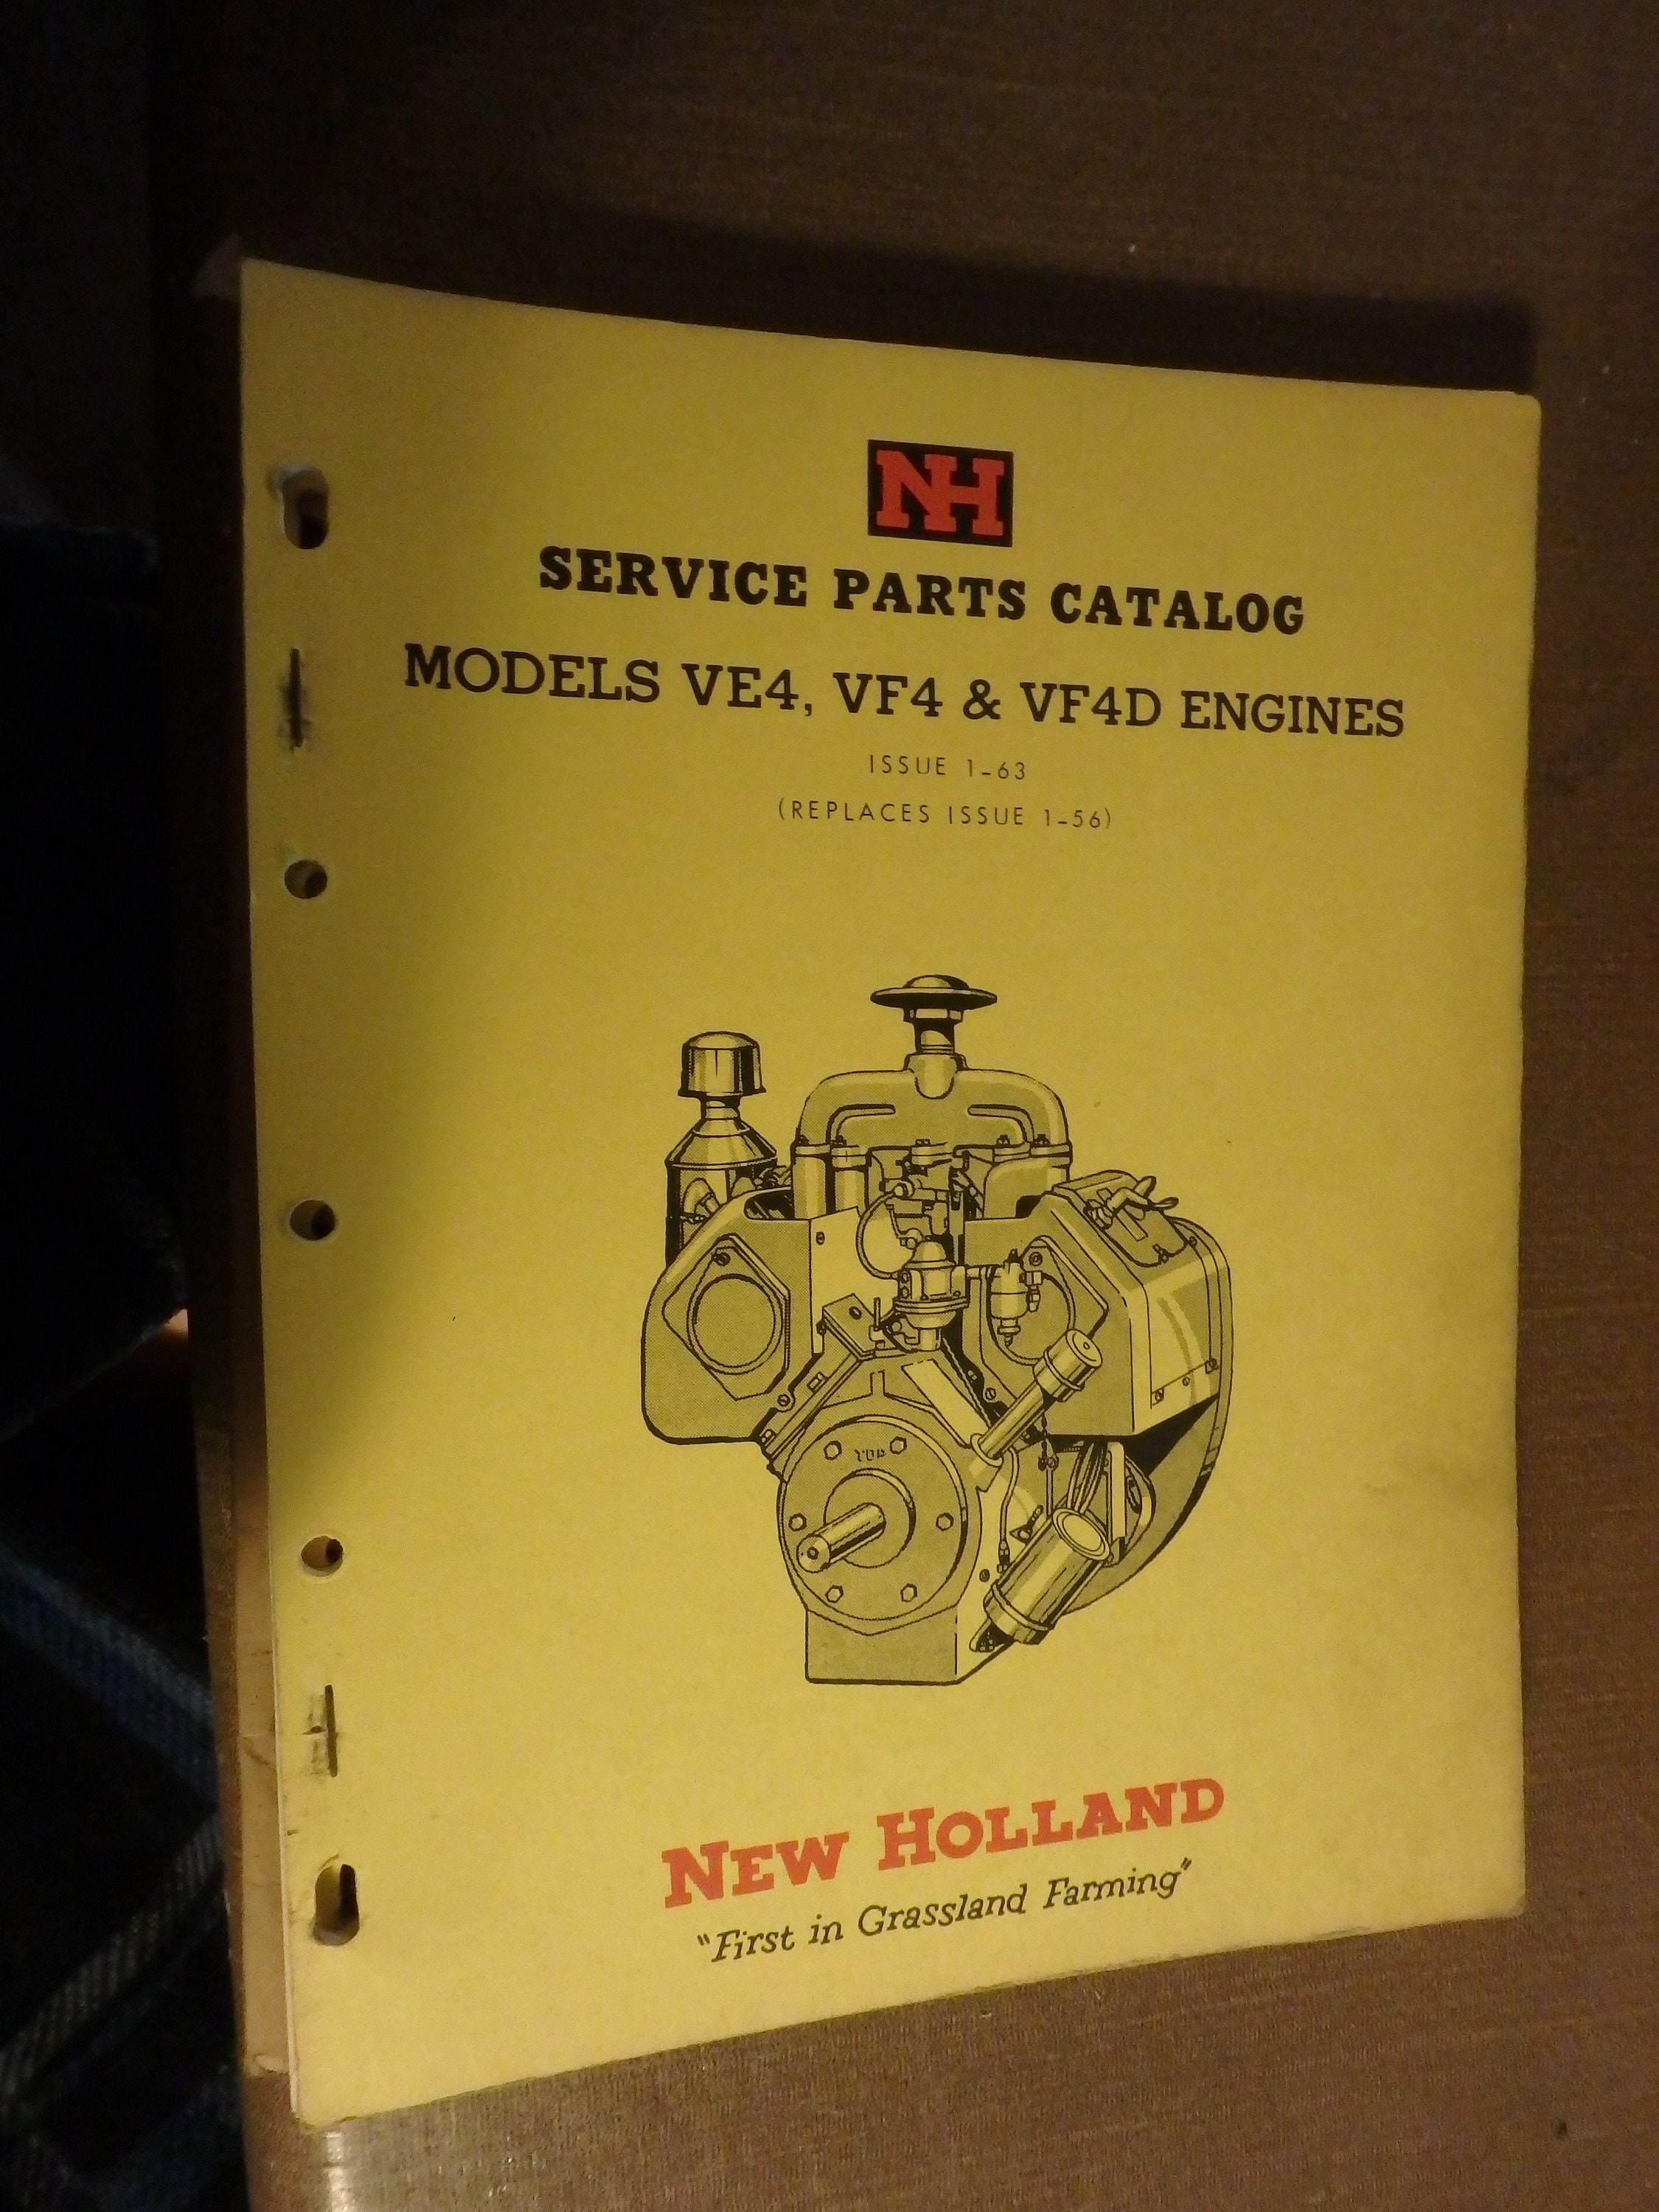 NH
SERVICE PARTS CATALOG
MODELS VE4, VF4 & VF4D ENGINES
ISSUE 1-63
(REPLACES ISSUE 1-56)
NEW HOLLAND
"First in Grassland Farming"